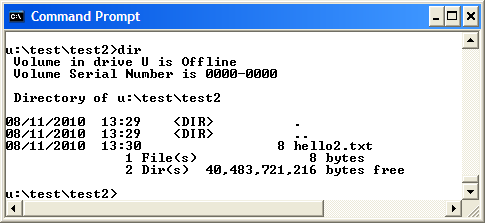 Command Prompt
u:\test\test2>dir
 Volume in drive U is Offline
 Volume Serial Number is 0000-0000
 Directory of u:\test\test2
08/11/2010  13:29    <DIR>          .
08/11/2010  13:29    <DIR>          ..
08/11/2010  13:30                 8 hello2.txt
               1 File(s)              8 bytes
               2 Dir(s)  40,483,721,216 bytes free
u:\test\test2>